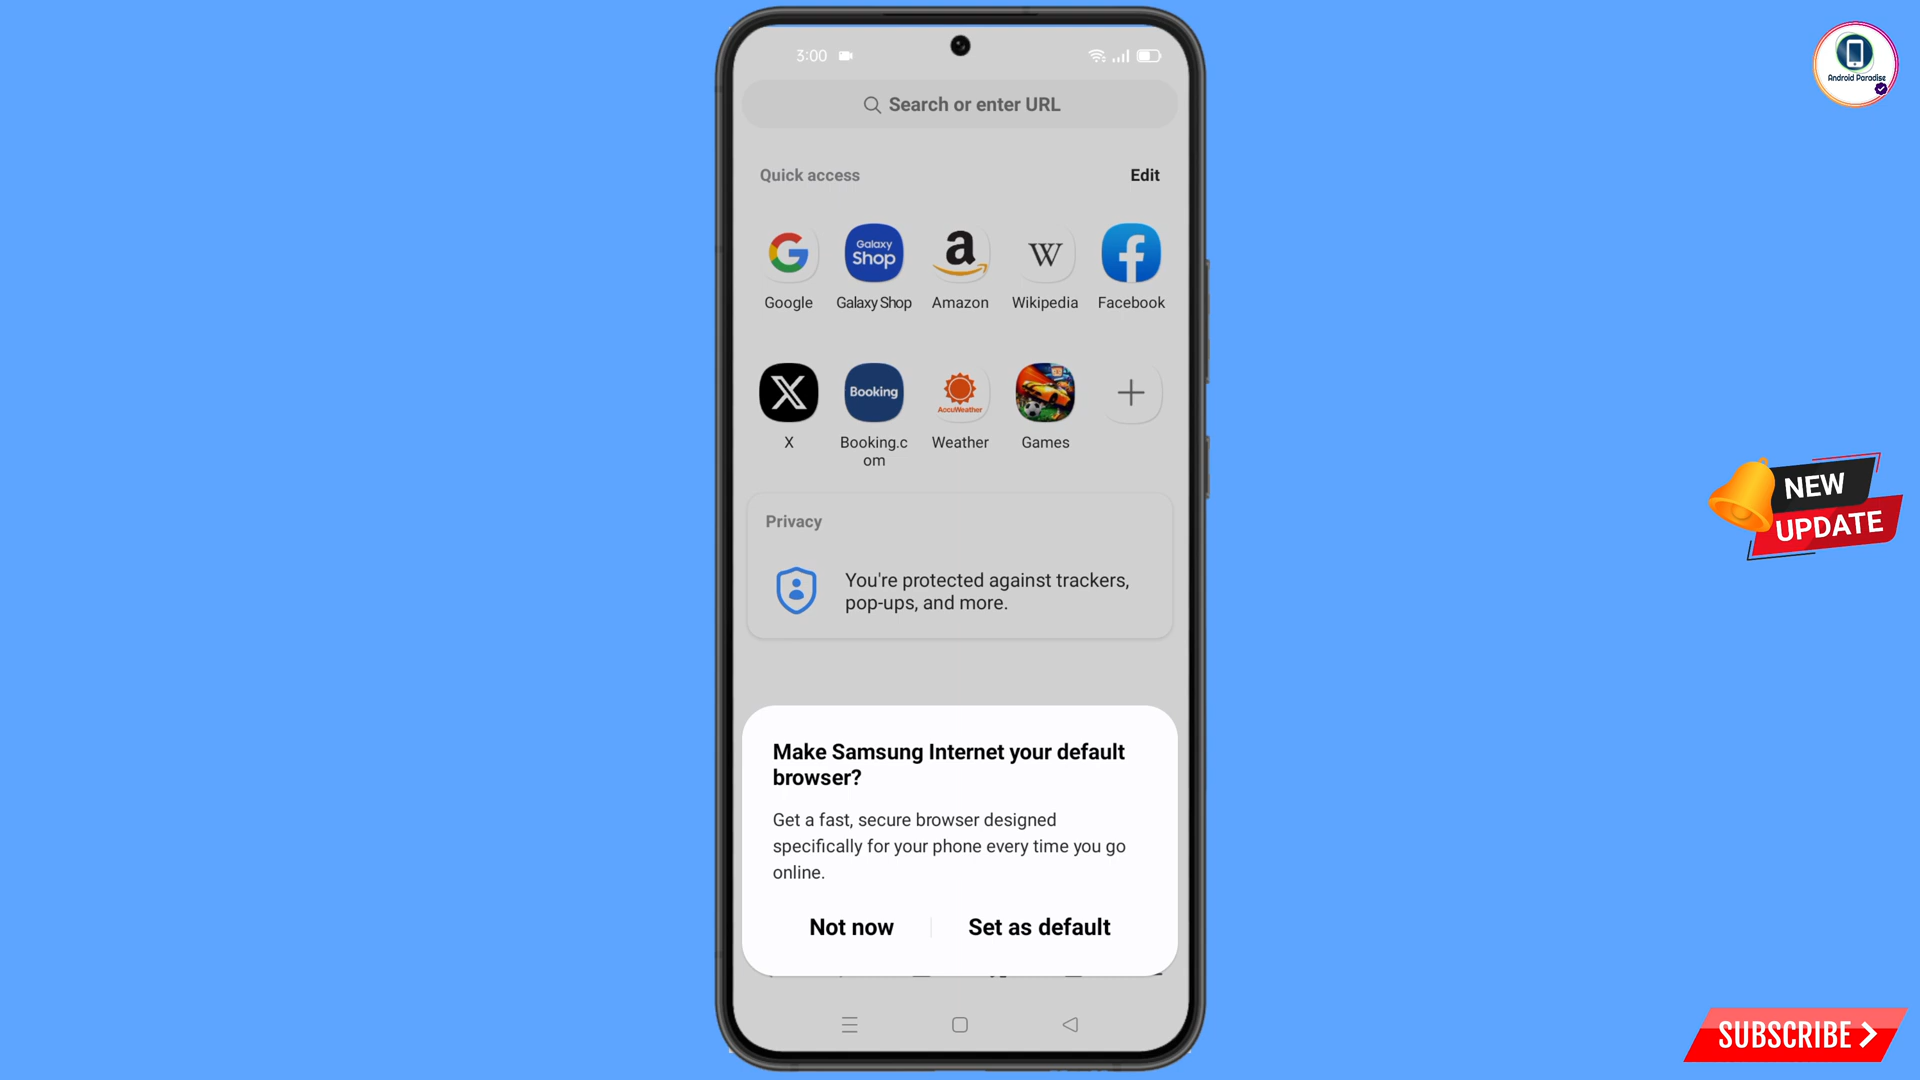 3:00
Search or enter URL
Quick access
Edit
Galaxy
Shop
a
W
f
Google
Galaxy Shop
Amazon
Wikipedia
Facebook
X
Booking
AccuWeather
X
Booking.c
om
Weather
Games
Privacy
You're protected against trackers,
pop-ups, and more.
Make Samsung Internet your default
browser?
Get a fast, secure browser designed
specifically for your phone every time you go
online.
Not now
Set as default
Android Paradise
NEW
UPDATE
SUBSCRIBE